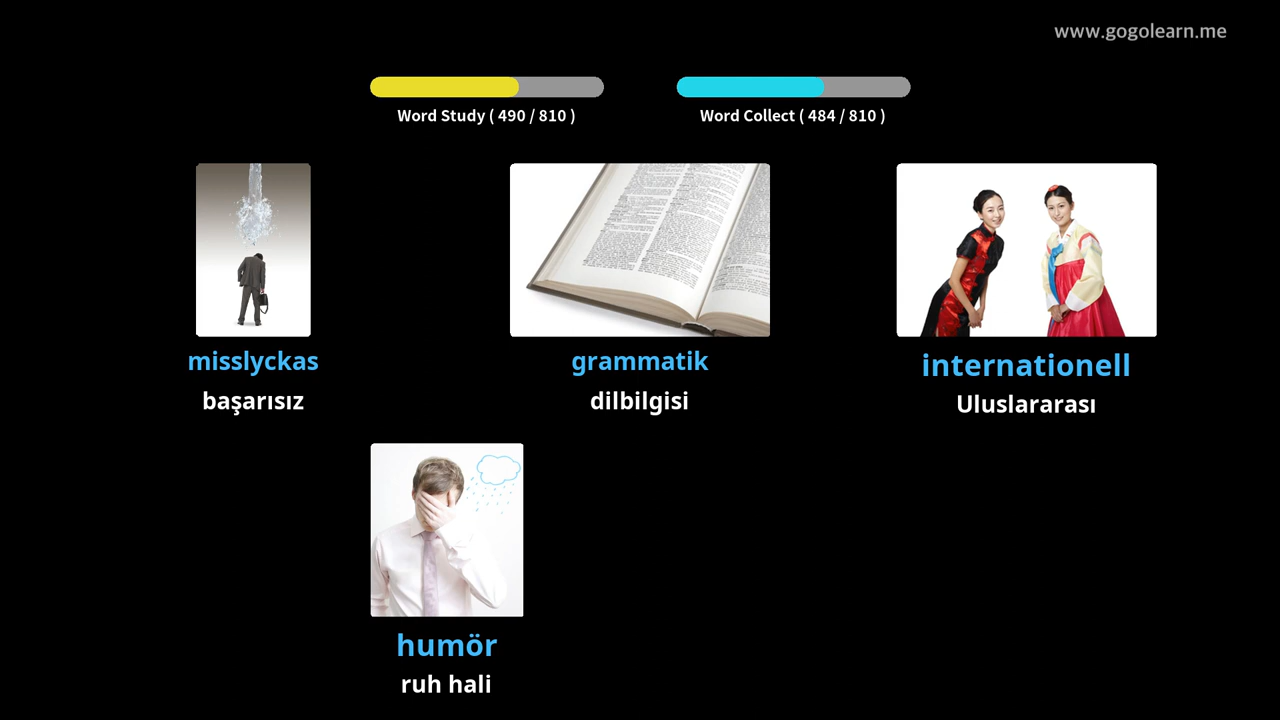 www.gogolearn.me
Word Study ( 490 / 810 )
Word Collect ( 484 / 810 )
misslyckas
başarısız
grammatik
dilbilgisi
internationell
Uluslararası
humör
ruh hali